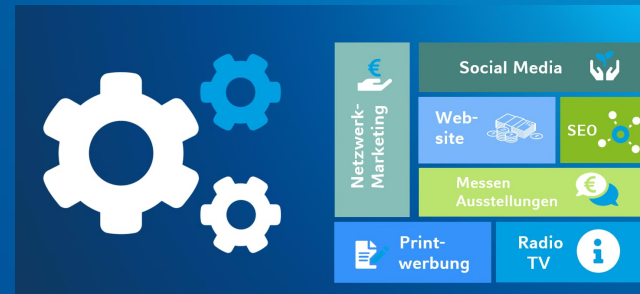 Netzwerk-
Marketing
Social Media
Web-
site
SEO
Messen
Ausstellungen
Print-
werbung
Radio
TV